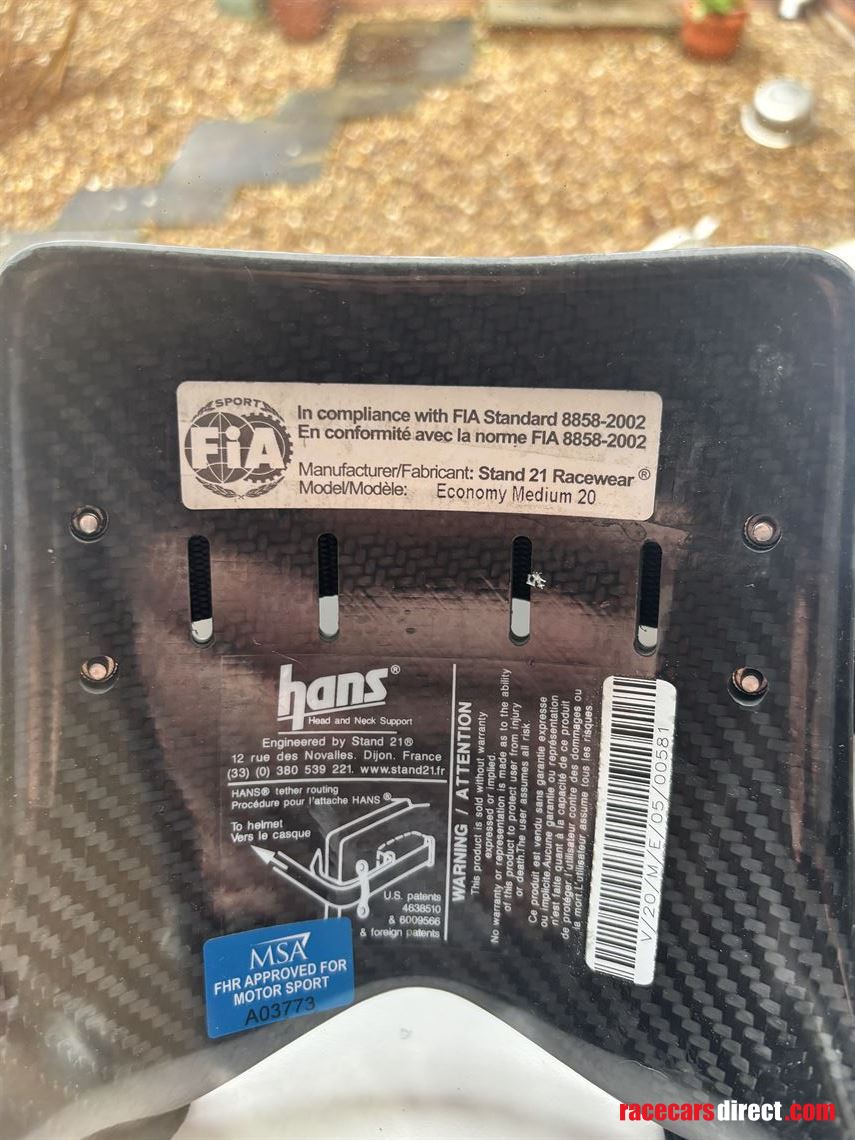 SPORT
FiA
In compliance with FIA Standard 8858-2002
En conformité avec la norme FIA 8858-2002
Manufacturer/Fabricant: Stand 21 Racewear ®
Model/Modèle: Economy Medium 20
hans®
Head and Neck Support
Engineered by Stand 21®
12 rue des Novalles. Dijon. France
(33) (0) 380 539 221. www.stand21.fr
HANS® tether routing
Procédure pour l'attache HANS®
To helmet
Vers le casque
U.S. patents
4638510
& 6009566
& foreign patents
WARNING / ATTENTION
This product is sold without warranty
expressed or implied.
No warranty or representation is made as to the ability
of this product to protect user from injury
or death.The user assumes all risk.
Ce produit est vendu sans garantie expresse
ou implicite.Aucune garantie ou représentation
n'est faite quant à la capacité de ce produit
de protéger l'utilisateur contre des dommages ou
la mort.L'utilisateur assume tous les risques.
V/20/M/E/05/00581
MSA
FHR APPROVED FOR
MOTOR SPORT
A03773
racecarsdirect.com